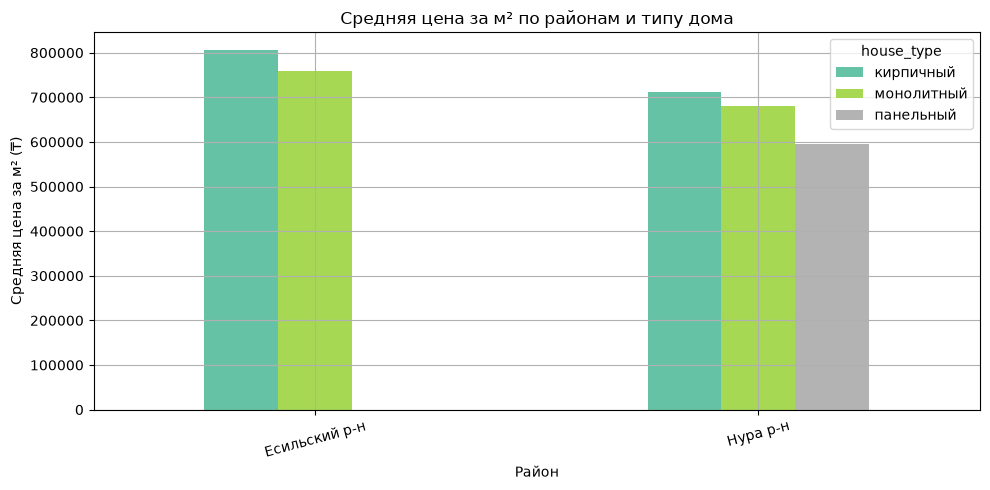 Средняя цена за м² по районам и типу дома
house_type
кирпичный
монолитный
панельный
Средняя цена за м² (₸)
800000
700000
600000
500000
400000
300000
200000
100000
0
Есильский р-н
Нура р-н
Район